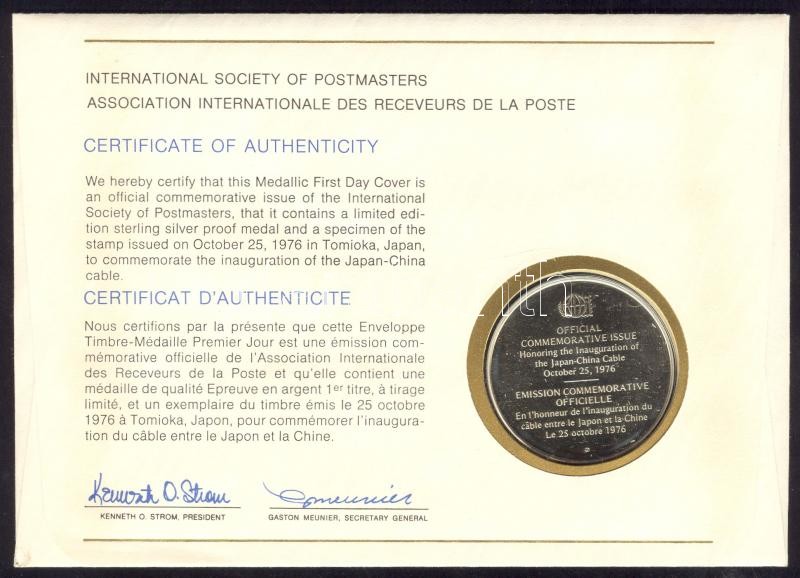 INTERNATIONAL SOCIETY OF POSTMASTERS
ASSOCIATION INTERNATIONALE DES RECEVEURS DE LA POSTE
CERTIFICATE OF AUTHENTICITY
We hereby certify that this Medallic First Day Cover is
an official commemorative issue of the International
Society of Postmasters, that it contains a limited edi-
tion sterling silver proof medal and a specimen of the
stamp issued on October 25, 1976 in Tomioka, Japan,
to commemorate the inauguration of the Japan-China
cable.
CERTIFICAT D'AUTHENTICITE
Nous certifions par la présente que cette Enveloppe
Timbre-Médaille Premier Jour est une émission com-
mémorative officielle de l'Association Internationale
des Receveurs de la Poste et qu'elle contient une
médaille de qualité Epreuve en argent 1er titre, à tirage
limité, et un exemplaire du timbre émis le 25 octobre
1976 à Tomioka, Japon, pour commémorer l'inaugura-
tion du câble entre le Japon et la Chine.
Kenneth O. Strom
G Meunier
KENNETH O. STROM, PRESIDENT
GASTON MEUNIER, SECRETARY GENERAL
OFFICIAL
COMMEMORATIVE ISSUE
Honoring the Inauguration of
the Japan-China Cable
October 25, 1976
EMISSION COMMEMORATIVE
OFFICIELLE
En l'honneur de l'inauguration du
câble entre le Japon et la Chine
Le 25 octobre 1976